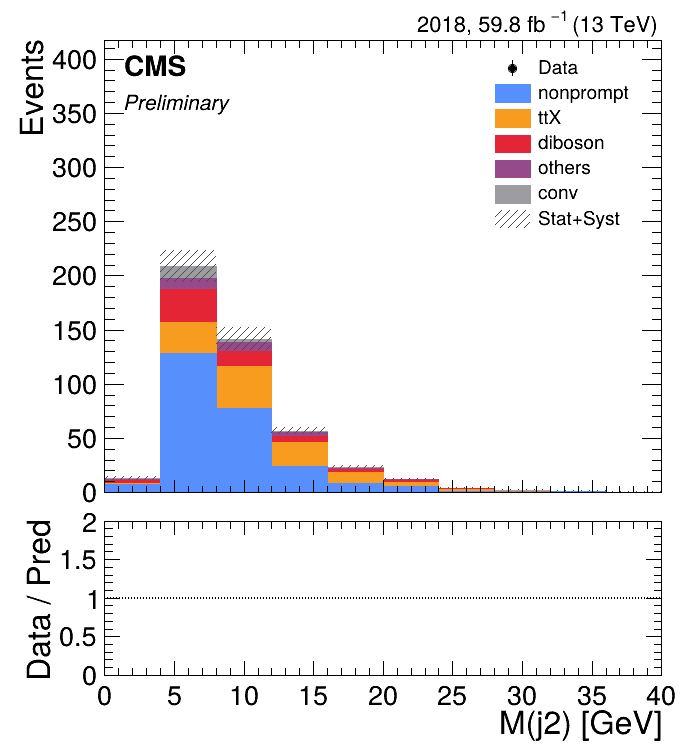 2018, 59.8 fb −1 (13 TeV)
CMS
Preliminary
Events
400
350
300
250
200
150
100
50
0
Data
nonprompt
ttX
diboson
others
conv
Stat+Syst
Data / Pred
2
1.5
1
0.5
0
0 5 10 15 20 25 30 35 40
M(j2) [GeV]